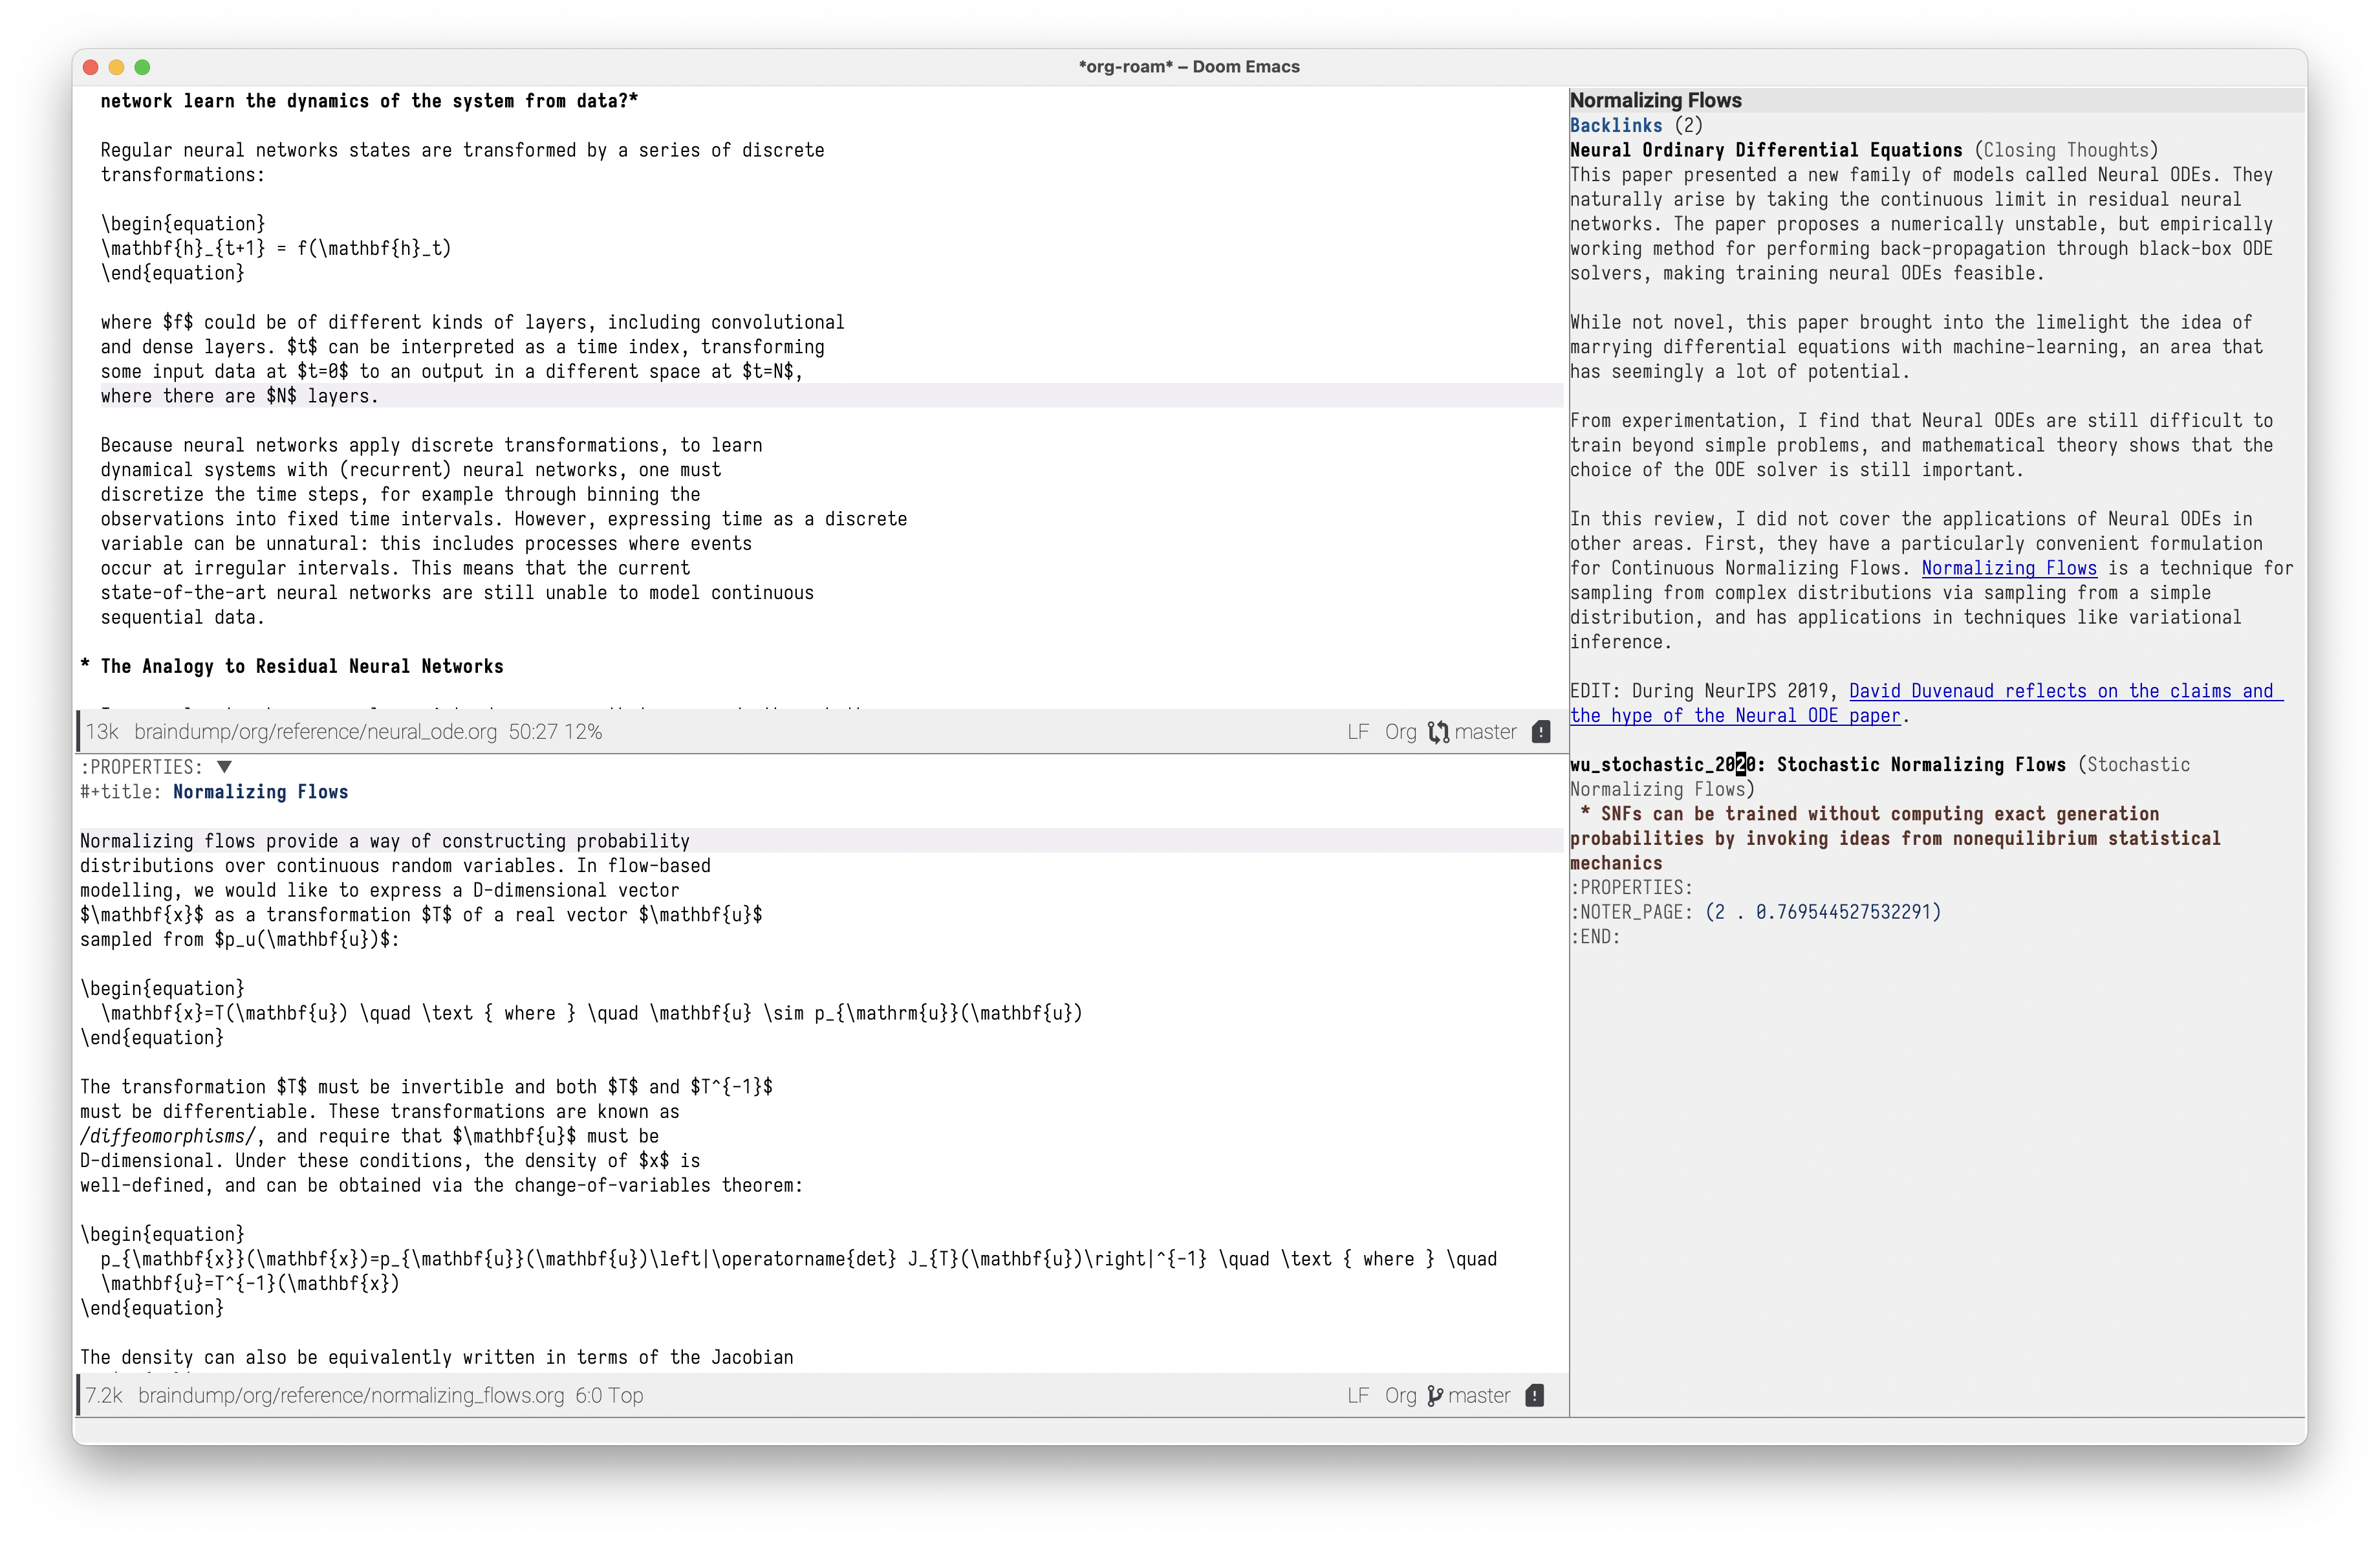 *org-roam* – Doom Emacs
network learn the dynamics of the system from data?*
Regular neural networks states are transformed by a series of discrete
transformations:
\begin{equation}
\mathbf{h}_{t+1} = f(\mathbf{h}_t)
\end{equation}
where $f$ could be of different kinds of layers, including convolutional
and dense layers. $t$ can be interpreted as a time index, transforming
some input data at $t=0$ to an output in a different space at $t=N$,
where there are $N$ layers.
Because neural networks apply discrete transformations, to learn
dynamical systems with (recurrent) neural networks, one must
discretize the time steps, for example through binning the
observations into fixed time intervals. However, expressing time as a discrete
variable can be unnatural: this includes processes where events
occur at irregular intervals. This means that the current
state-of-the-art neural networks are still unable to model continuous
sequential data.
* The Analogy to Residual Neural Networks
13k braindump/org/reference/neural_ode.org 50:27 12% LF Org master
:PROPERTIES: ▼
#+title: Normalizing Flows
Normalizing flows provide a way of constructing probability
distributions over continuous random variables. In flow-based
modelling, we would like to express a D-dimensional vector
$\mathbf{x}$ as a transformation $T$ of a real vector $\mathbf{u}$
sampled from $p_u(\mathbf{u})$:
\begin{equation}
\mathbf{x}=T(\mathbf{u}) \quad \text { where } \quad \mathbf{u} \sim p_{\mathrm{u}}(\mathbf{u})
\end{equation}
The transformation $T$ must be invertible and both $T$ and $T^{-1}$
must be differentiable. These transformations are known as
/diffeomorphisms/, and require that $\mathbf{u}$ must be
D-dimensional. Under these conditions, the density of $x$ is
well-defined, and can be obtained via the change-of-variables theorem:
\begin{equation}
p_{\mathbf{x}}(\mathbf{x})=p_{\mathbf{u}}(\mathbf{u})\left|\operatorname{det} J_{T}(\mathbf{u})\right|^{-1} \quad \text { where } \quad
\mathbf{u}=T^{-1}(\mathbf{x})
\end{equation}
The density can also be equivalently written in terms of the Jacobian
7.2k braindump/org/reference/normalizing_flows.org 6:0 Top LF Org master
Normalizing Flows
Backlinks (2)
Neural Ordinary Differential Equations (Closing Thoughts)
This paper presented a new family of models called Neural ODEs. They
naturally arise by taking the continuous limit in residual neural
networks. The paper proposes a numerically unstable, but empirically
working method for performing back-propagation through black-box ODE
solvers, making training neural ODEs feasible.
While not novel, this paper brought into the limelight the idea of
marrying differential equations with machine-learning, an area that
has seemingly a lot of potential.
From experimentation, I find that Neural ODEs are still difficult to
train beyond simple problems, and mathematical theory shows that the
choice of the ODE solver is still important.
In this review, I did not cover the applications of Neural ODEs in
other areas. First, they have a particularly convenient formulation
for Continuous Normalizing Flows. Normalizing Flows is a technique for
sampling from complex distributions via sampling from a simple
distribution, and has applications in techniques like variational
inference.
EDIT: During NeurIPS 2019, David Duvenaud reflects on the claims and
the hype of the Neural ODE paper.
wu_stochastic_2020: Stochastic Normalizing Flows (Stochastic
Normalizing Flows)
* SNFs can be trained without computing exact generation
probabilities by invoking ideas from nonequilibrium statistical
mechanics
:PROPERTIES:
:NOTER_PAGE: (2 . 0.769544527532291)
:END: